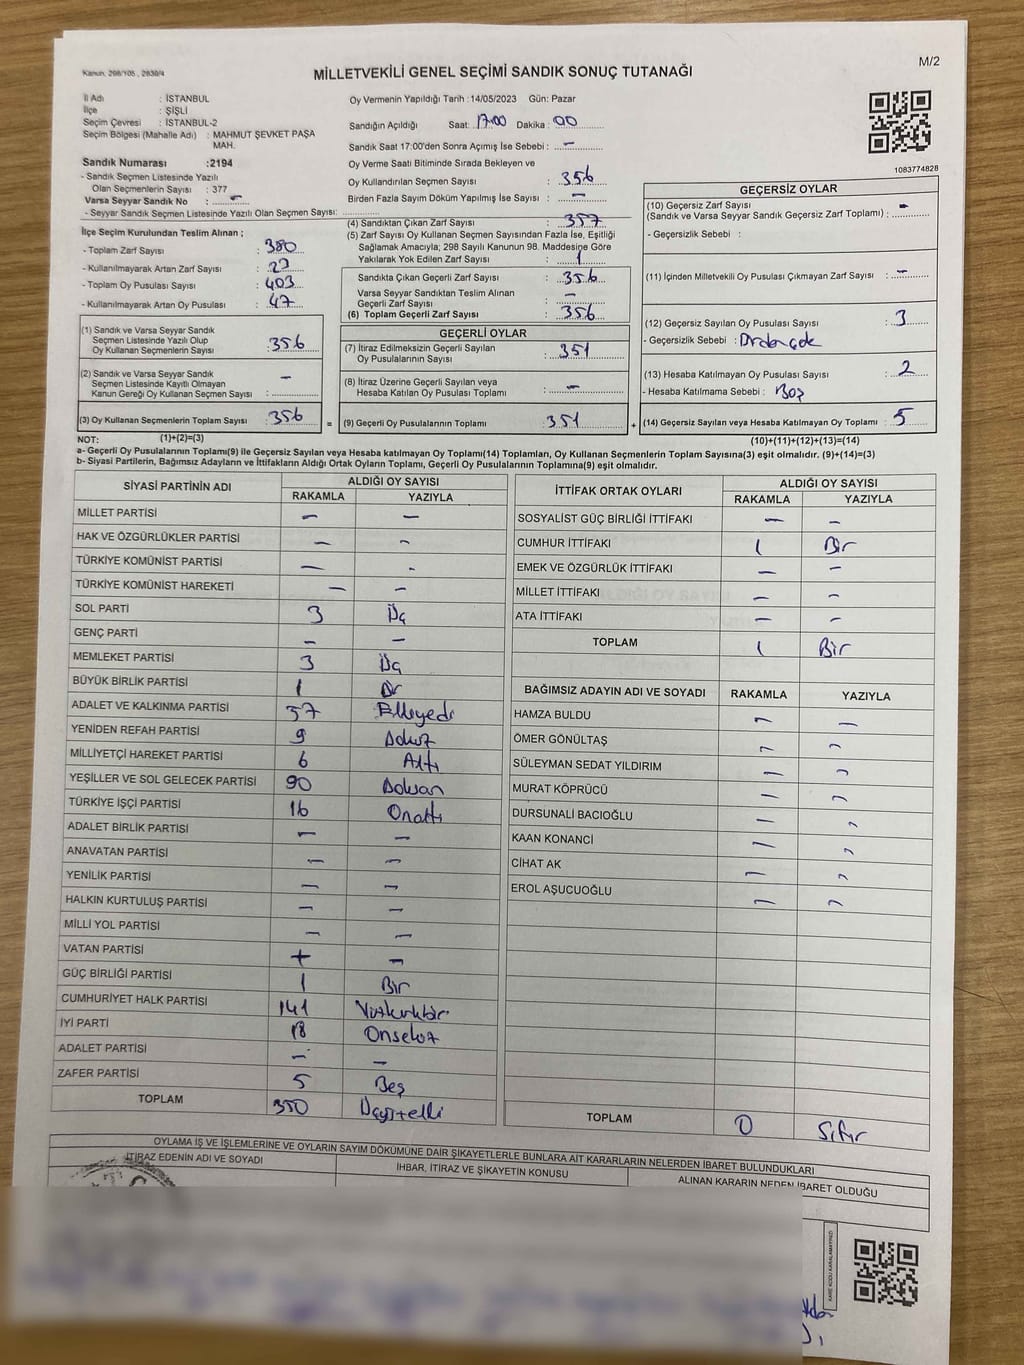 Kanun, 298/105 , 2839/4
MİLLETVEKİLİ GENEL SEÇİMİ SANDIK SONUÇ TUTANAĞI
M/2
İl Adı : İSTANBUL
İlçe : ŞİŞLİ
Seçim Çevresi : İSTANBUL-2
Seçim Bölgesi (Mahalle Adı) : MAHMUT ŞEVKET PAŞA MAH.
Sandık Numarası :2194
- Sandık Seçmen Listesinde Yazılı
Olan Seçmenlerin Sayısı : 377
Varsa Seyyar Sandık No : -
- Seyyar Sandık Seçmen Listesinde Yazılı Olan Seçmen Sayısı:
Oy Vermenin Yapıldığı Tarih :14/05/2023 Gün: Pazar
Sandığın Açıldığı Saat: 17:00 Dakika: 00
Sandık Saat 17:00'den Sonra Açımış İse Sebebi : -
Oy Verme Saati Bitiminde Sırada Bekleyen ve
Oy Kullandırılan Seçmen Sayısı : 356
Birden Fazla Sayım Döküm Yapılmış İse Sayısı : -
1083774828
İlçe Seçim Kurulundan Teslim Alınan ;
- Toplam Zarf Sayısı : 380
- Kullanılmayarak Artan Zarf Sayısı : 23
- Toplam Oy Pusulası Sayısı : 403
- Kullanılmayarak Artan Oy Pusulası : 47
(4) Sandıktan Çıkan Zarf Sayısı : 357
(5) Zarf Sayısı Oy Kullanan Seçmen Sayısından Fazla İse, Eşitliği
Sağlamak Amacıyla; 298 Sayılı Kanunun 98. Maddesine Göre
Yakılarak Yok Edilen Zarf Sayısı : 1
Sandıkta Çıkan Geçerli Zarf Sayısı : 356
Varsa Seyyar Sandıktan Teslim Alınan
Geçerli Zarf Sayısı : -
(6) Toplam Geçerli Zarf Sayısı : 356
GEÇERSİZ OYLAR
(10) Geçersiz Zarf Sayısı
(Sandık ve Varsa Seyyar Sandık Geçersiz Zarf Toplamı) : -
- Geçersizlik Sebebi :
(11) İçinden Milletvekili Oy Pusulası Çıkmayan Zarf Sayısı : -
(12) Geçersiz Sayılan Oy Pusulası Sayısı : 3
- Geçersizlik Sebebi :
(13) Hesaba Katılmayan Oy Pusulası Sayısı : 2
- Hesaba Katılmama Sebebi : Boş
(14) Geçersiz Sayılan veya Hesaba Katılmayan Oy Toplamı : 5
(1) Sandık ve Varsa Seyyar Sandık
Seçmen Listesinde Yazılı Olup
Oy Kullanan Seçmenlerin Sayısı : 356
(2) Sandık ve Varsa Seyyar Sandık
Seçmen Listesinde Kayıtlı Olmayan
Kanun Gereği Oy Kullanan Seçmen Sayısı : -
(3) Oy Kullanan Seçmenlerin Toplam Sayısı : 356
=
GEÇERLİ OYLAR
(7) İtiraz Edilmeksizin Geçerli Sayılan
Oy Pusulalarının Sayısı : 351
(8) İtiraz Üzerine Geçerli Sayılan veya
Hesaba Katılan Oy Pusulası Toplamı : -
(9) Geçerli Oy Pusulalarının Toplamı : 351
+
NOT: (1)+(2)=(3)
(10)+(11)+(12)+(13)=(14)
a- Geçerli Oy Pusulalarının Toplamı(9) ile Geçersiz Sayılan veya Hesaba katılmayan Oy Toplamı(14) Toplamları, Oy Kullanan Seçmenlerin Toplam Sayısına(3) eşit olmalıdır. (9)+(14)=(3)
b- Siyasi Partilerin, Bağımsız Adayların ve İttifakların Aldığı Ortak Oyların Toplamı, Geçerli Oy Pusulalarının Toplamına(9) eşit olmalıdır.
SİYASİ PARTİNİN ADI ALDIĞI OY SAYISI
RAKAMLA YAZIYLA
MİLLET PARTİSİ - -
HAK VE ÖZGÜRLÜKLER PARTİSİ - -
TÜRKİYE KOMÜNİST PARTİSİ - -
TÜRKİYE KOMÜNİST HAREKETİ - -
SOL PARTİ 3 Üç
GENÇ PARTİ - -
MEMLEKET PARTİSİ 3 Üç
BÜYÜK BİRLİK PARTİSİ 1 Bir
ADALET VE KALKINMA PARTİSİ 57 Elliyedi
YENİDEN REFAH PARTİSİ 9 Dokuz
MİLLİYETÇİ HAREKET PARTİSİ 6 Altı
YEŞİLLER VE SOL GELECEK PARTİSİ 90 Doksan
TÜRKİYE İŞÇİ PARTİSİ 16 Onaltı
ADALET BİRLİK PARTİSİ - -
ANAVATAN PARTİSİ - -
YENİLİK PARTİSİ - -
HALKIN KURTULUŞ PARTİSİ - -
MİLLİ YOL PARTİSİ - -
VATAN PARTİSİ + -
GÜÇ BİRLİĞİ PARTİSİ 1 Bir
CUMHURİYET HALK PARTİSİ 141 Yüzkırkbir
İYİ PARTİ 18 Onsekiz
ADALET PARTİSİ - -
ZAFER PARTİSİ 5 Beş
TOPLAM 350 Üçyüzelli
İTTİFAK ORTAK OYLARI ALDIĞI OY SAYISI
RAKAMLA YAZIYLA
SOSYALİST GÜÇ BİRLİĞİ İTTİFAKI - -
CUMHUR İTTİFAKI 1 Bir
EMEK VE ÖZGÜRLÜK İTTİFAKI - -
MİLLET İTTİFAKI - -
ATA İTTİFAKI - -
TOPLAM 1 Bir
BAĞIMSIZ ADAYIN ADI VE SOYADI RAKAMLA YAZIYLA
HAMZA BULDU - -
ÖMER GÖNÜLTAŞ - -
SÜLEYMAN SEDAT YILDIRIM - -
MURAT KÖPRÜCÜ - -
DURSUNALİ BACIOĞLU - -
KAAN KONANCİ - -
CİHAT AK - -
EROL AŞUCUOĞLU - -
TOPLAM 0 Sıfır
OYLAMA İŞ VE İŞLEMLERİNE VE OYLARIN SAYIM DÖKÜMÜNE DAİR ŞİKAYETLERLE BUNLARA AİT KARARLARIN NELERDEN İBARET BULUNDUKLARI
İTİRAZ EDENİN ADI VE SOYADI
İHBAR, İTİRAZ VE ŞİKAYETİN KONUSU
ALINAN KARARIN NEDEN İBARET OLDUĞU
KARE KODU KARALAMAYINIZ